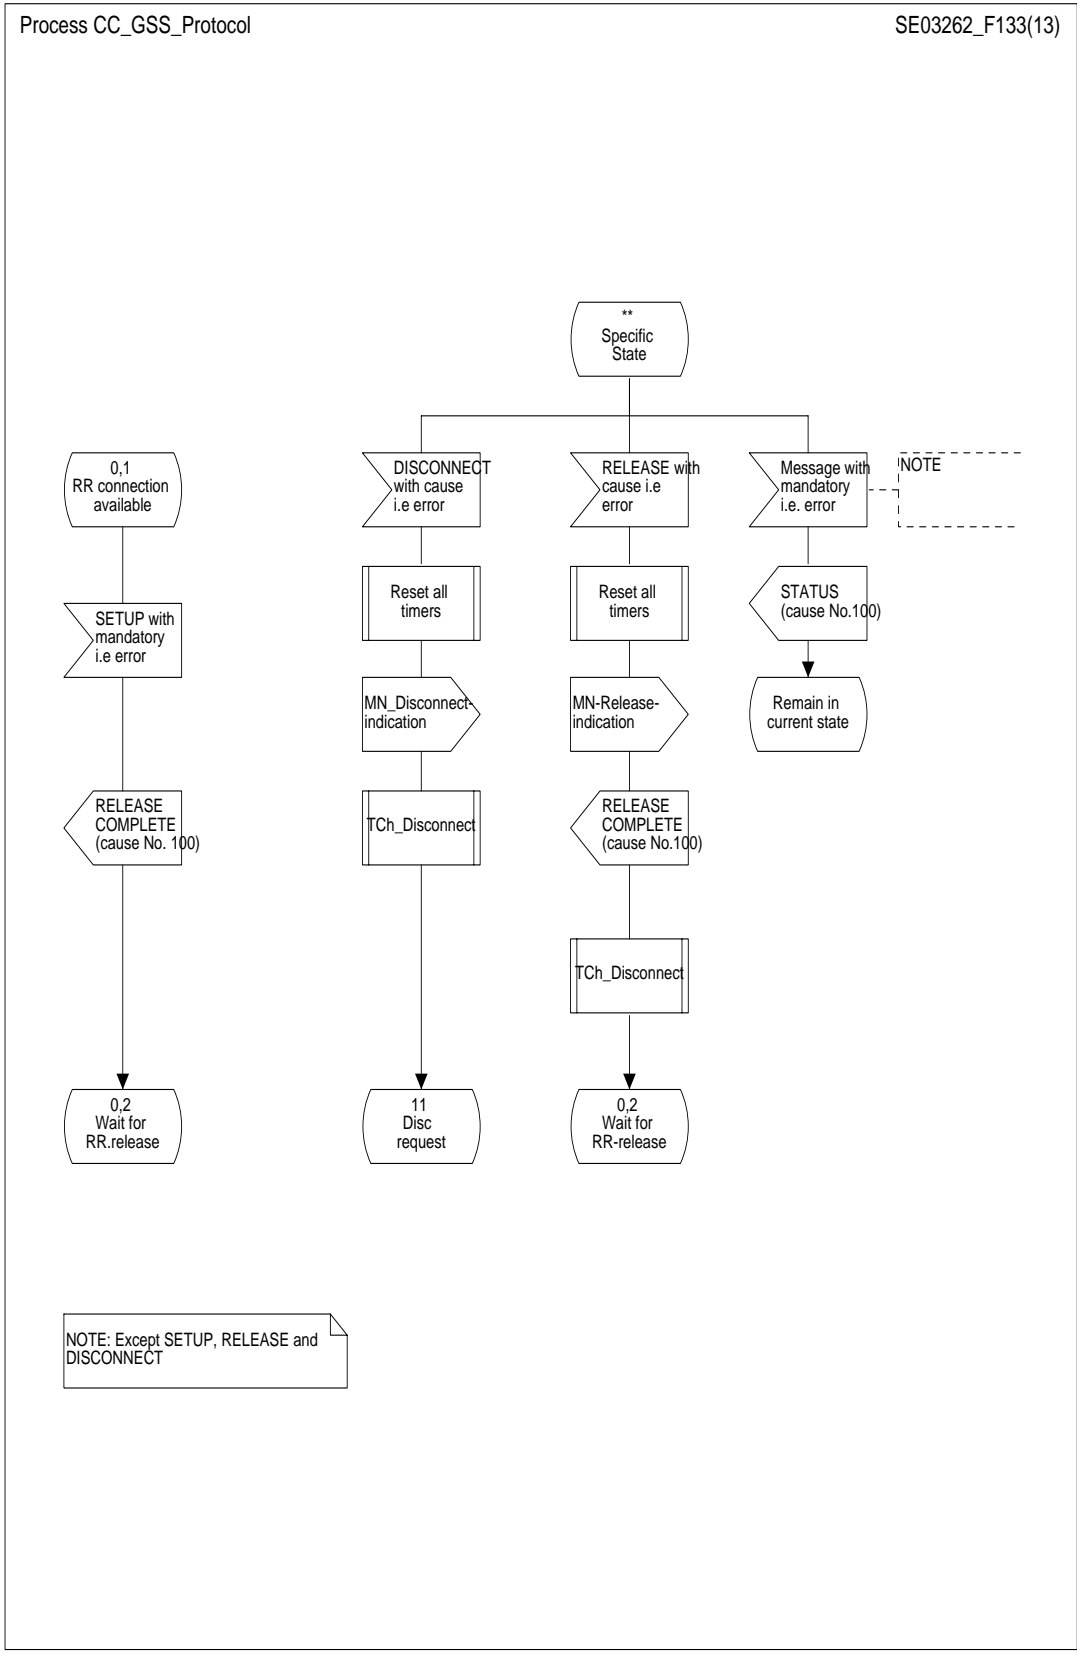 Process CC_GSS_Protocol
SE03262_F133(13)
**
Specific
State
0,1
RR connection
available
DISCONNECT
with cause
i.e error
RELEASE with
cause i.e
error
Message with
mandatory
i.e. error
NOTE
SETUP with
mandatory
i.e error
Reset all
timers
Reset all
timers
STATUS
(cause No.100)
MN_Disconnect-
indication
MN-Release-
indication
Remain in
current state
RELEASE
COMPLETE
(cause No. 100)
TCh_Disconnect
RELEASE
COMPLETE
(cause No.100)
TCh_Disconnect
0,2
Wait for
RR.release
11
Disc
request
0,2
Wait for
RR-release
NOTE: Except SETUP, RELEASE and
DISCONNECT